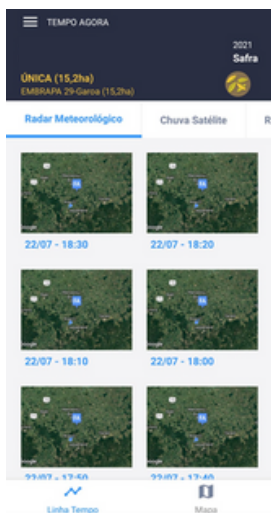 TEMPO AGORA
2021
Safra
ÚNICA (15,2ha)
EMBRAPA 29-Garoa (15,2ha)
Radar Meteorológico Chuva Satélite R
22/07 - 18:30 22/07 - 18:20
22/07 - 18:10 22/07 - 18:00
22/07 - 17:50 22/07 - 17:40
Linha Tempo Mapa